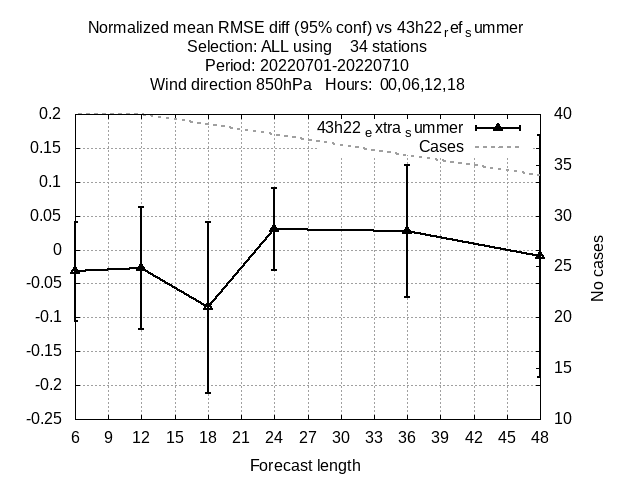 Normalized mean RMSE diff (95% conf) vs 43h22refsummer
Selection: ALL using 34 stations
Period: 20220701-20220710
Wind direction 850hPa Hours: 00,06,12,18
43h22extrasummer
Cases
0.2
0.15
0.1
0.05
0
-0.05
-0.1
-0.15
-0.2
-0.25
40
35
30
25
20
15
10
No cases
6 9 12 15 18 21 24 27 30 33 36 39 42 45 48
Forecast length